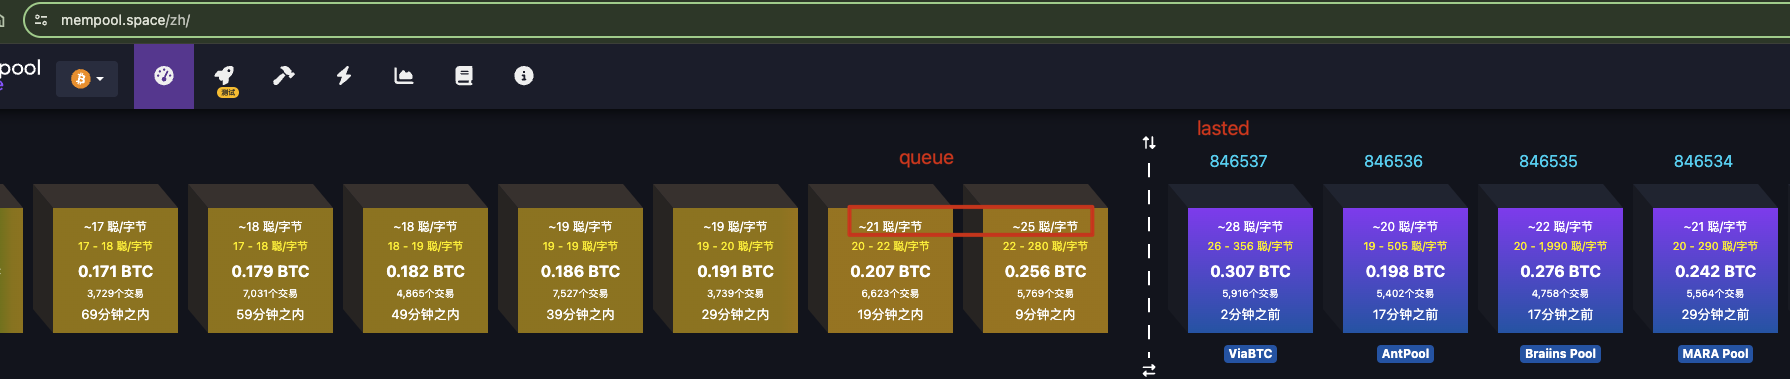 mempool.space/zh/
pool
测试
queue
lasted
846537
846536
846535
846534
~17 聪/字节
17 - 18 聪/字节
0.171 BTC
3,729个交易
69分钟之内
~18 聪/字节
17 - 18 聪/字节
0.179 BTC
7,031个交易
59分钟之内
~18 聪/字节
18 - 19 聪/字节
0.182 BTC
4,865个交易
49分钟之内
~19 聪/字节
19 - 19 聪/字节
0.186 BTC
7,527个交易
39分钟之内
~19 聪/字节
19 - 20 聪/字节
0.191 BTC
3,739个交易
29分钟之内
~21 聪/字节
20 - 22 聪/字节
0.207 BTC
6,623个交易
19分钟之内
~25 聪/字节
22 - 280 聪/字节
0.256 BTC
5,769个交易
9分钟之内
~28 聪/字节
26 - 356 聪/字节
0.307 BTC
5,916个交易
2分钟之前
ViaBTC
~20 聪/字节
19 - 505 聪/字节
0.198 BTC
5,402个交易
17分钟之前
AntPool
~22 聪/字节
20 - 1,990 聪/字节
0.276 BTC
4,758个交易
17分钟之前
Braiins Pool
~21 聪/字节
20 - 290 聪/字节
0.242 BTC
5,564个交易
29分钟之前
MARA Pool